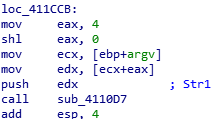 loc_411CCB:
mov eax, 4
shl eax, 0
mov ecx, [ebp+argv]
mov edx, [ecx+eax]
push edx ; Str1
call sub_4110D7
add esp, 4